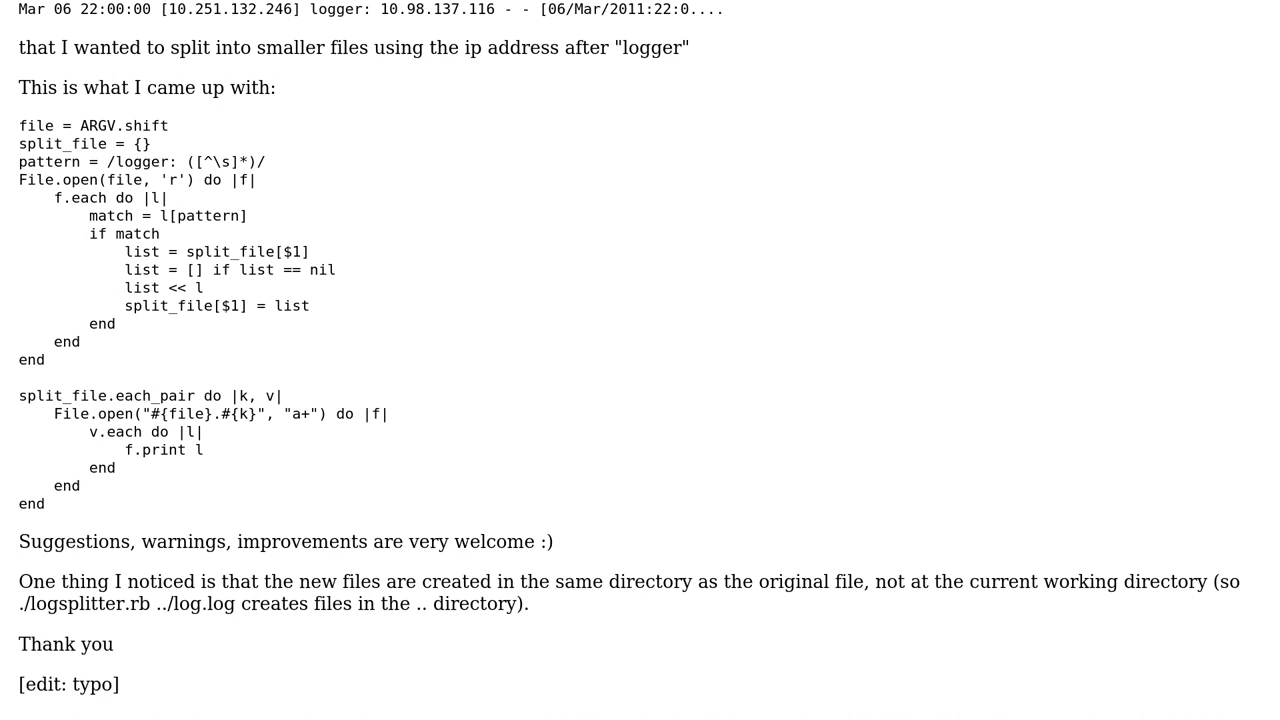 Mar 06 22:00:00 [10.251.132.246] logger: 10.98.137.116 - - [06/Mar/2011:22:0....
that I wanted to split into smaller files using the ip address after "logger"
This is what I came up with:
file = ARGV.shift
split_file = {}
pattern = /logger: ([^\s]*)/
File.open(file, 'r') do |f|
    f.each do |l|
        match = l[pattern]
        if match
            list = split_file[$1]
            list = [] if list == nil
            list << l
            split_file[$1] = list
        end
    end
end
split_file.each_pair do |k, v|
    File.open("#{file}.#{k}", "a+") do |f|
        v.each do |l|
            f.print l
        end
    end
end
Suggestions, warnings, improvements are very welcome :)
One thing I noticed is that the new files are created in the same directory as the original file, not at the current working directory (so
./logsplitter.rb ../log.log creates files in the .. directory).
Thank you
[edit: typo]